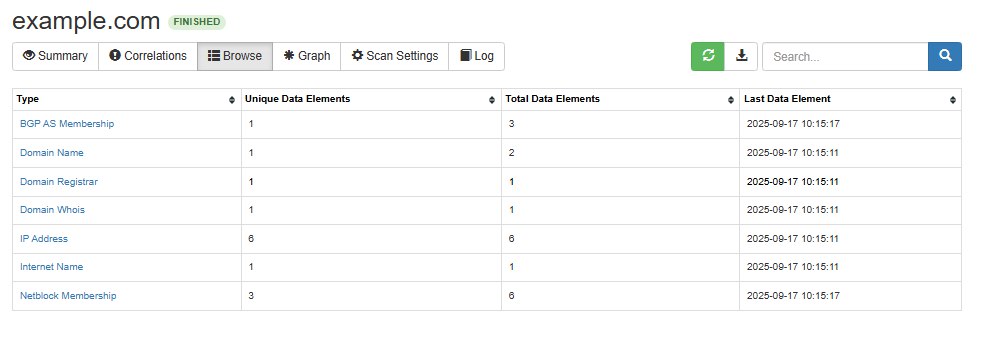 example.com FINISHED
Summary Correlations Browse Graph Scan Settings Log Search...
Type Unique Data Elements Total Data Elements Last Data Element
BGP AS Membership 1 3 2025-09-17 10:15:17
Domain Name 1 2 2025-09-17 10:15:11
Domain Registrar 1 1 2025-09-17 10:15:11
Domain Whois 1 1 2025-09-17 10:15:11
IP Address 6 6 2025-09-17 10:15:11
Internet Name 1 1 2025-09-17 10:15:11
Netblock Membership 3 6 2025-09-17 10:15:17